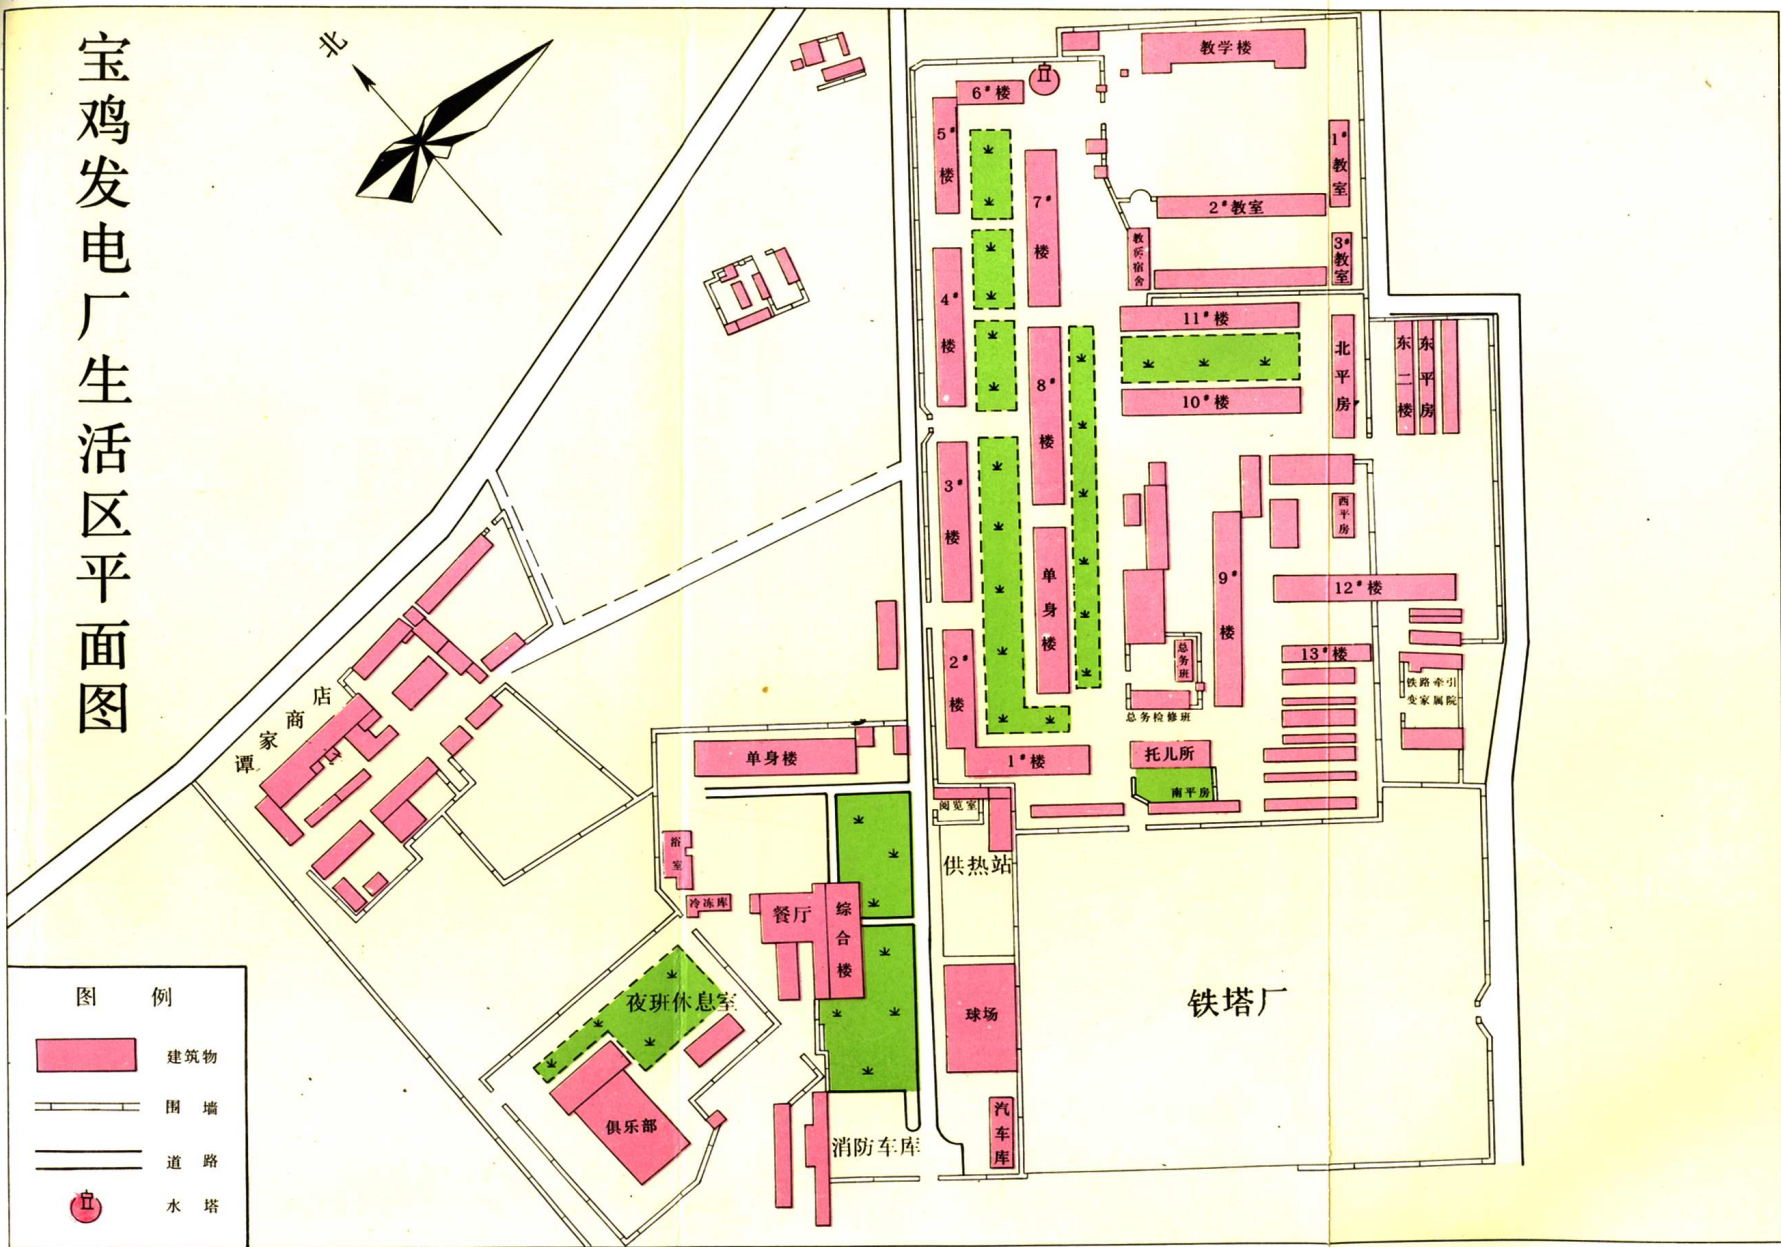 宝鸡发电厂生活区平面图
北
教学楼
6#楼
5#楼
1#教室
7#楼
2#教室
教师宿舍
3#教室
4#楼
11#楼
北平房
东二楼
东平房
8#楼
10#楼
3#楼
西平房
9#楼
单身楼
12#楼
2#楼
总务班
13#楼
铁路牵引
变家属院
总务检修班
谭家商店
单身楼
1#楼
托儿所
南平房
阅览室
浴室
供热站
冷冻库
餐厅
综合楼
夜班休息室
球场
铁塔厂
俱乐部
消防车库
汽车库
图 例
建筑物
围 墙
道 路
水 塔